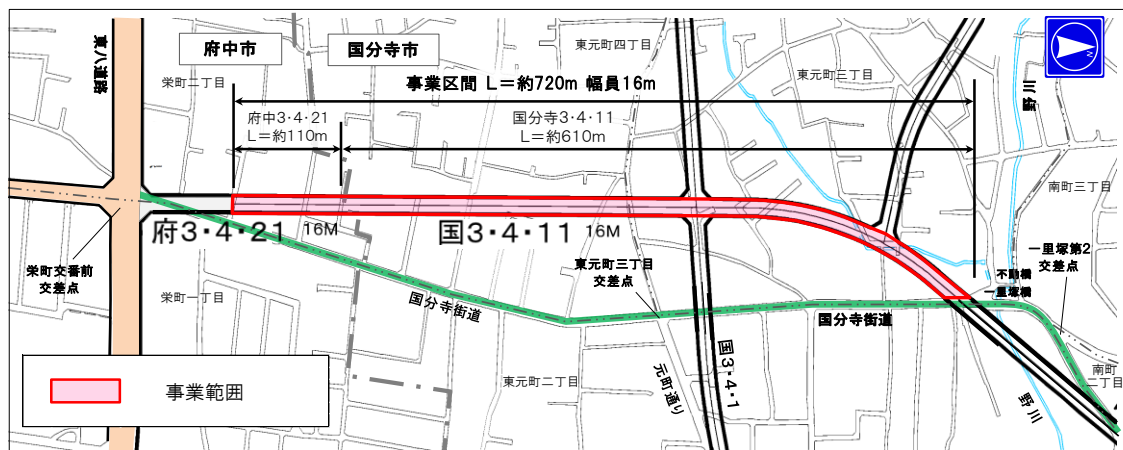 東八道路
府中市
国分寺市
栄町二丁目
東元町四丁目
東元町三丁目
野川
事業区間 L=約720m 幅員16m
府中3・4・21
L=約110m
国分寺3・4・11
L=約610m
南町三丁目
府3・4・21 16M
国3・4・11 16M
栄町交番前
交差点
東元町三丁目
交差点
一里塚第2
交差点
不動橋
一里塚橋
栄町一丁目
国分寺街道
国分寺街道
国3・4・1
元町通り
東元町二丁目
野川
南町
二丁目
事業範囲
N